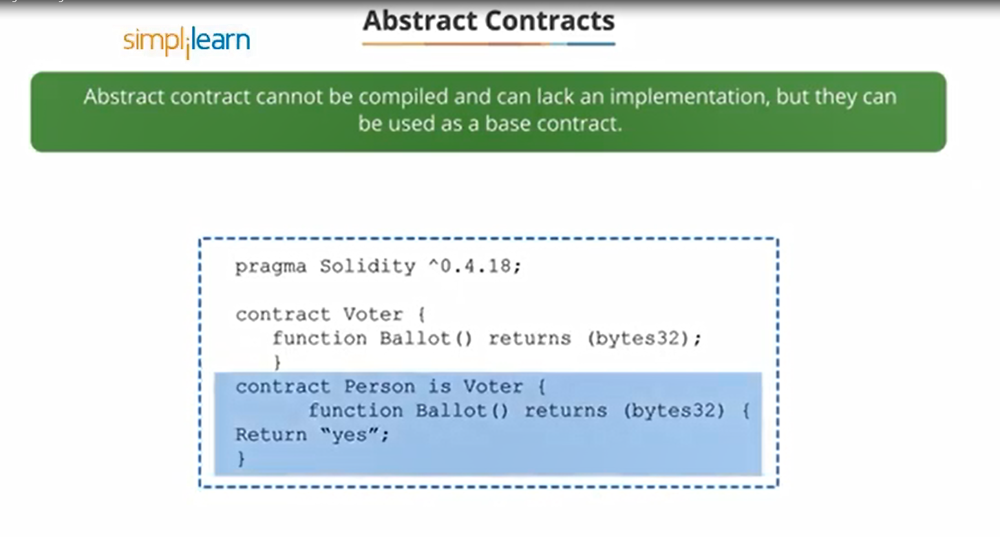 Abstract Contracts
simplilearn
Abstract contract cannot be compiled and can lack an implementation, but they can
be used as a base contract.
pragma Solidity ^0.4.18;
contract Voter {
function Ballot() returns (bytes32);
}
contract Person is Voter {
function Ballot() returns (bytes32) {
Return “yes”;
}